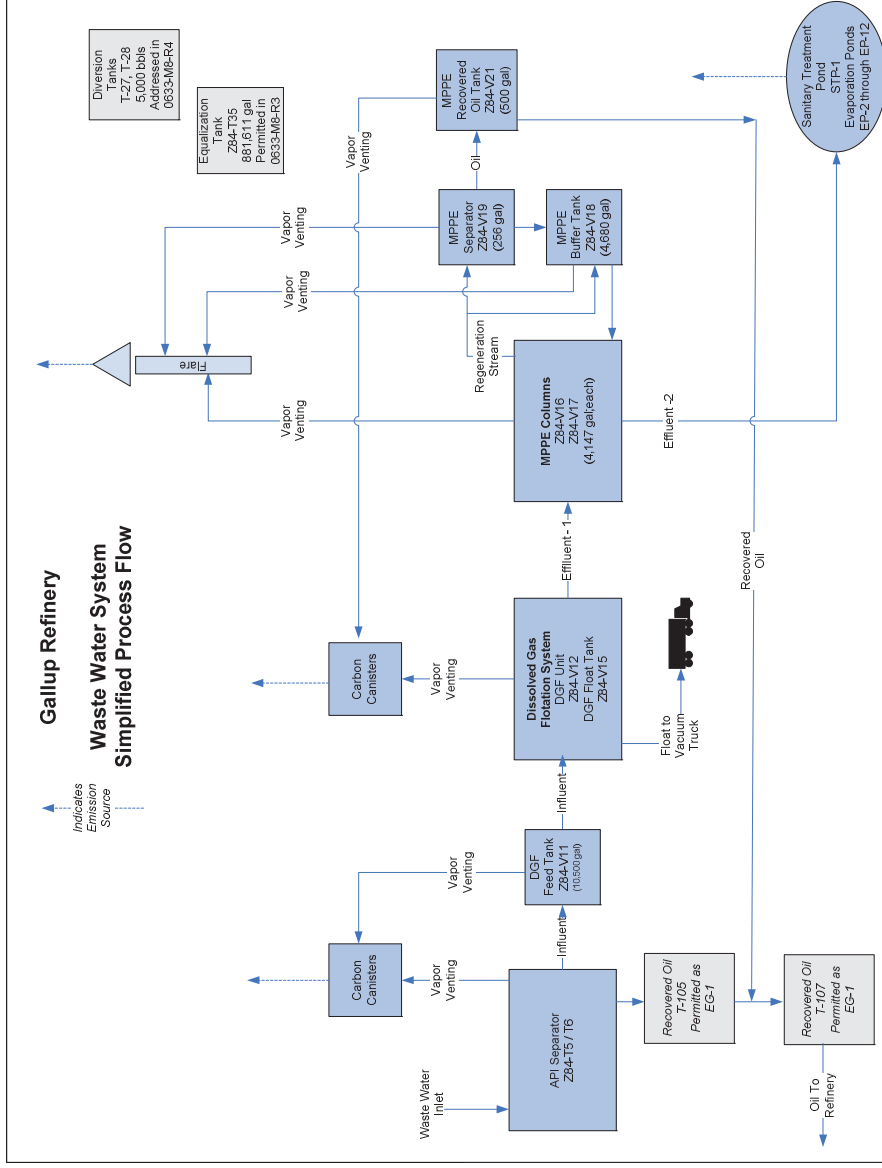 Gallup Refinery
Waste Water System
Simplified Process Flow
Indicates
Emission
Source
Diversion
Tanks
T-27, T-28
5,000 bbls
Addressed in
0633-M8-R4
Equalization
Tank
Z84-T35
881,611 gal
Permitted in
0633-M8-R3
Flare
Waste Water
Inlet
API Separator
Z84-T5 / T6
Vapor
Venting
Carbon
Canisters
Influent
DGF
Feed Tank
Z84-V11
(10,500 gal)
Vapor
Venting
Influent
Dissolved Gas
Flotation System
DGF Unit
Z84-V12
DGF Float Tank
Z84-V15
Vapor
Venting
Carbon
Canisters
Float to
Vacuum
Truck
Efflluent - 1
MPPE Columns
Z84-V16
Z84-V17
(4,147 gal;each)
Vapor
Venting
Regeneration
Stream
Vapor
Venting
Vapor
Venting
MPPE
Separator
Z84-V19
(256 gal)
MPPE
Buffer Tank
Z84-V18
(4,680 gal)
Oil
MPPE
Recovered
Oil Tank
Z84-V21
(500 gal)
Vapor
Venting
Effluent -2
Sanitary Treatment
Pond
STP-1
Evaporation Ponds
EP-2 through EP-12
Recovered
Oil
Recovered Oil
T-105
Permitted as
EG-1
Recovered Oil
T-107
Permitted as
EG-1
Oil To
Refinery